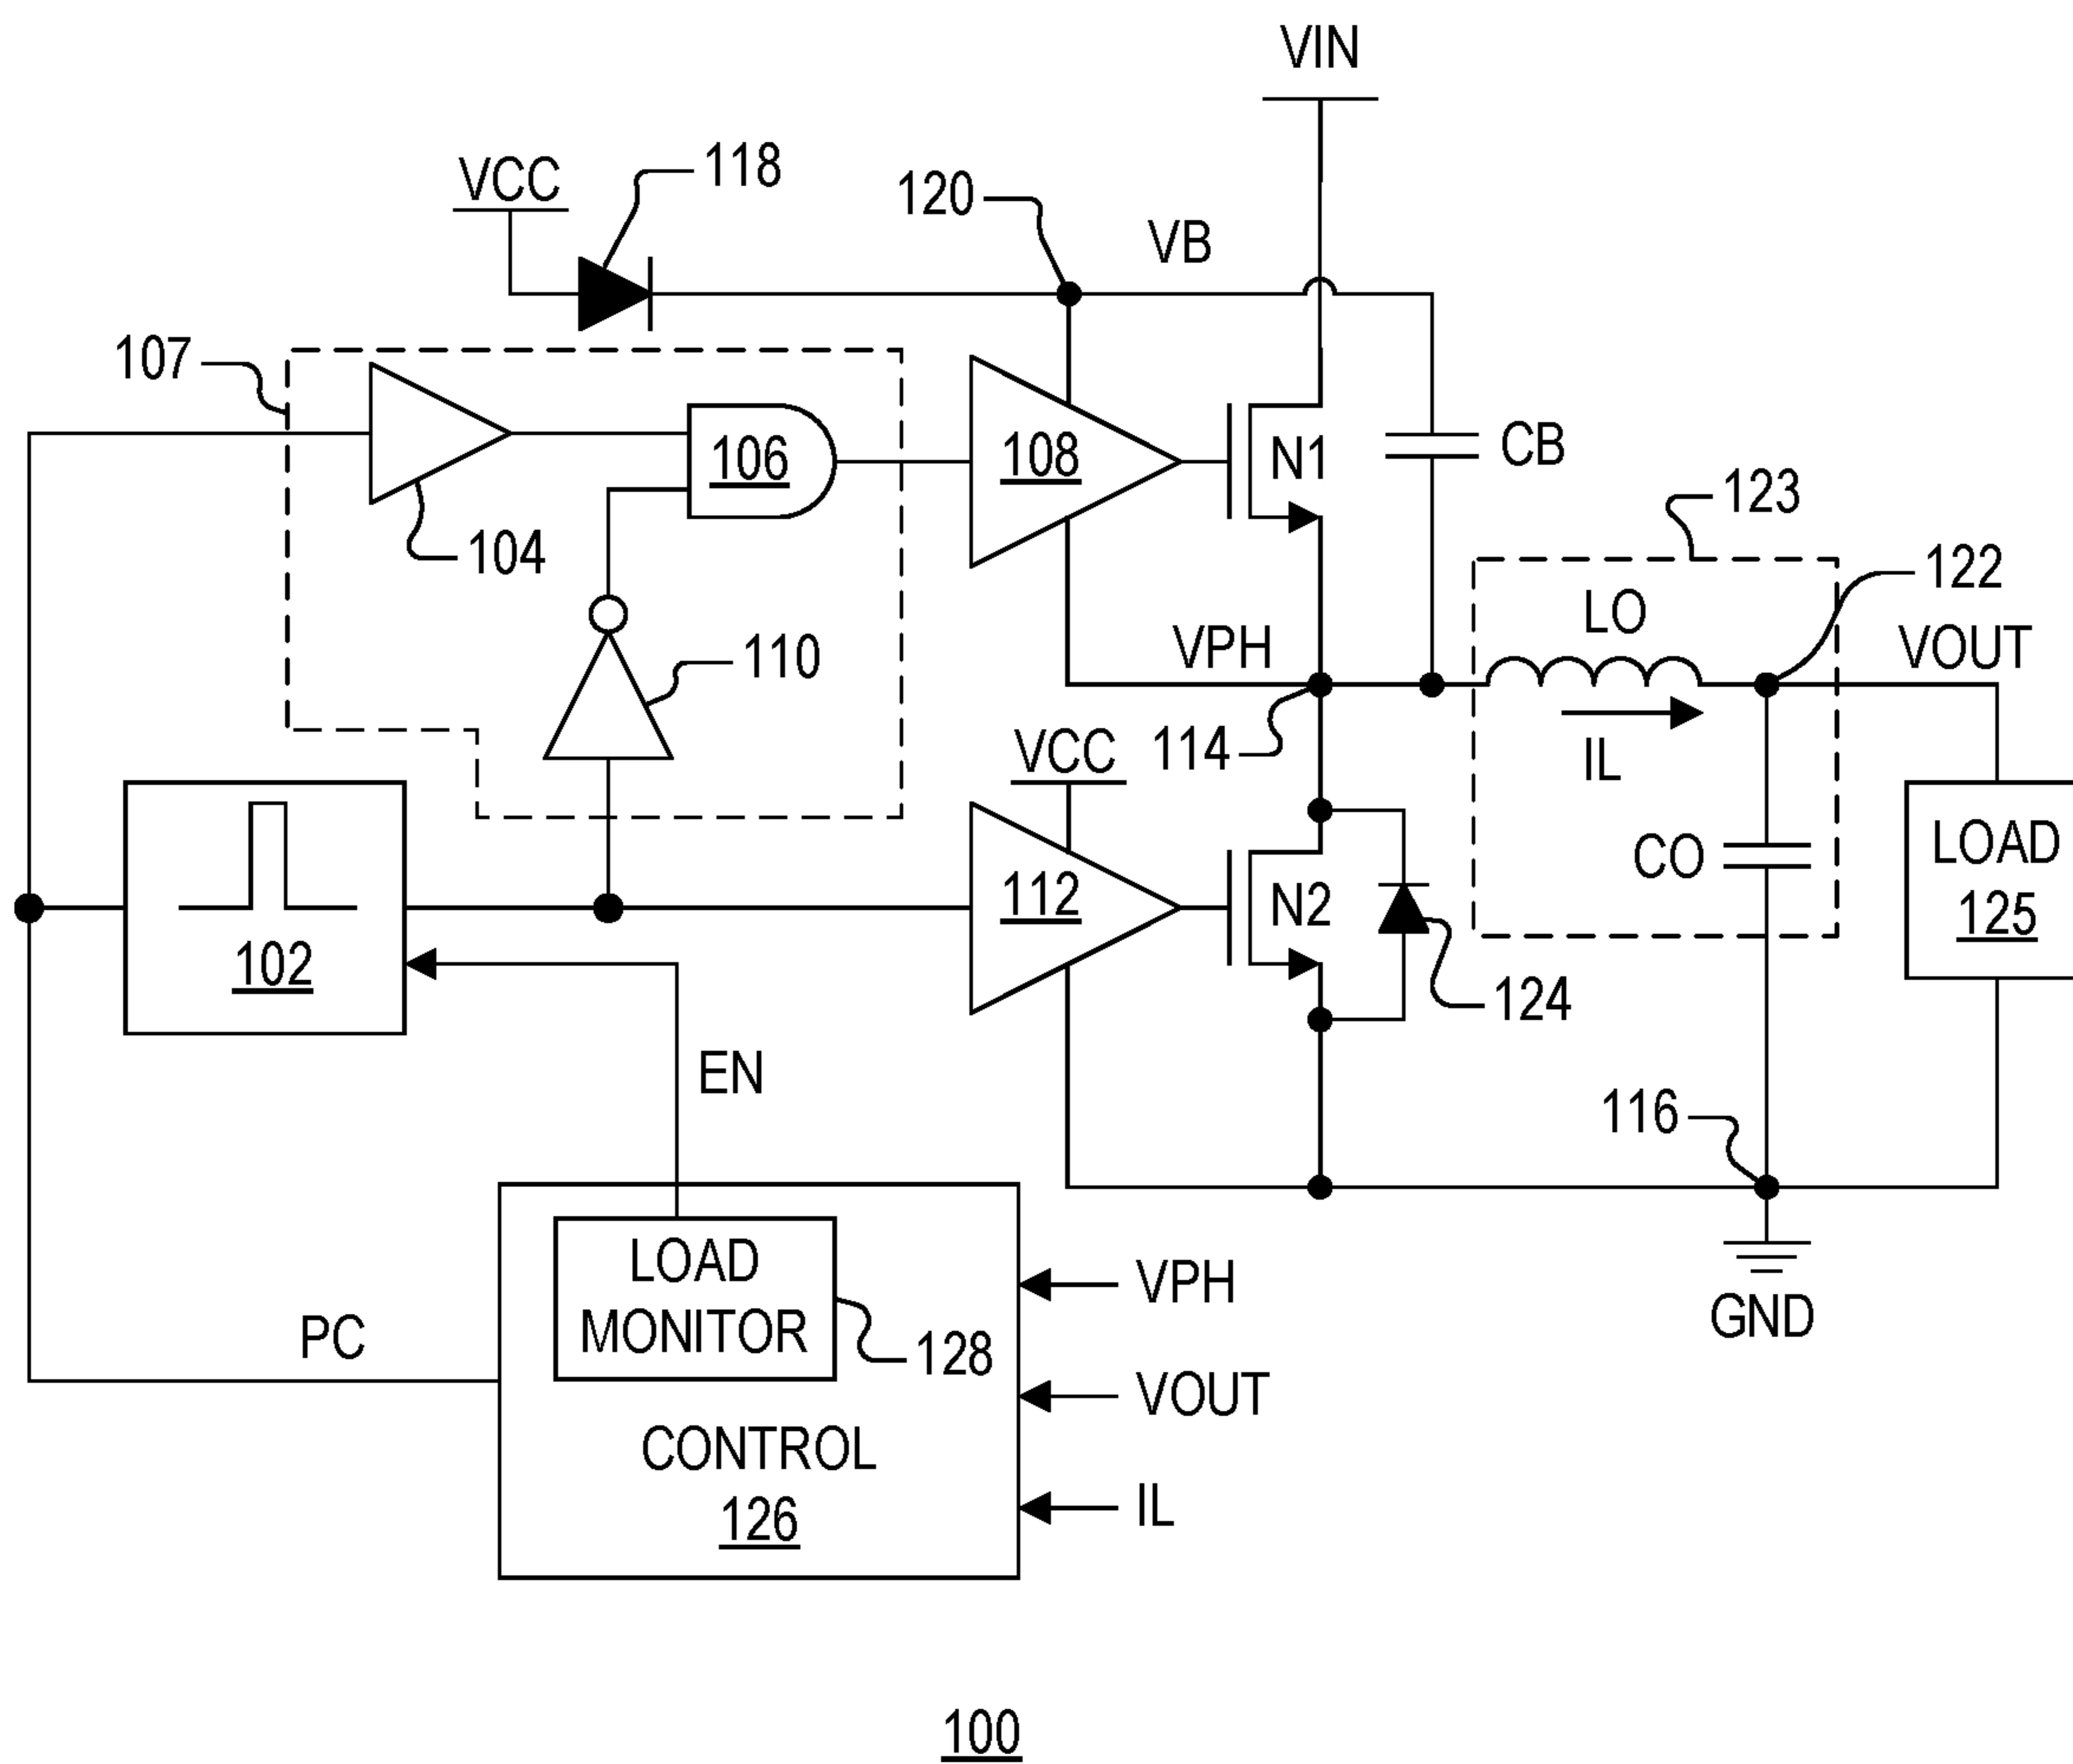 VIN
VCC
118
120
VB
107
106
108
N1
CB
104
123
122
LO
VOUT
VPH
110
114
IL
VCC
CO
LOAD
125
112
N2
102
124
EN
116
LOAD
MONITOR
128
VPH
GND
PC
VOUT
CONTROL
126
IL
100